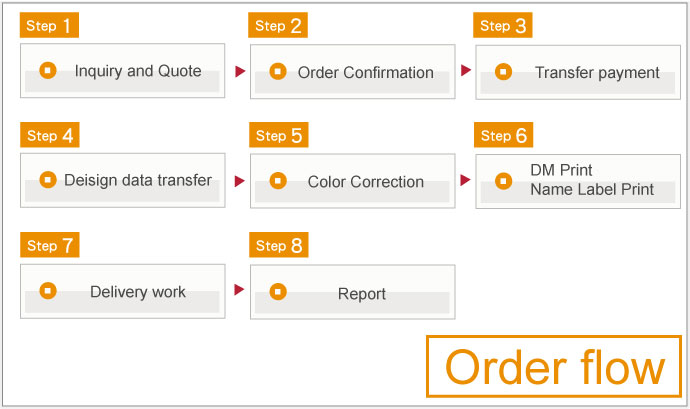 Step 1
Inquiry and Quote
Step 2
Order Confirmation
Step 3
Transfer payment
Step 4
Deisign data transfer
Step 5
Color Correction
Step 6
DM Print
Name Label Print
Step 7
Delivery work
Step 8
Report
Order flow